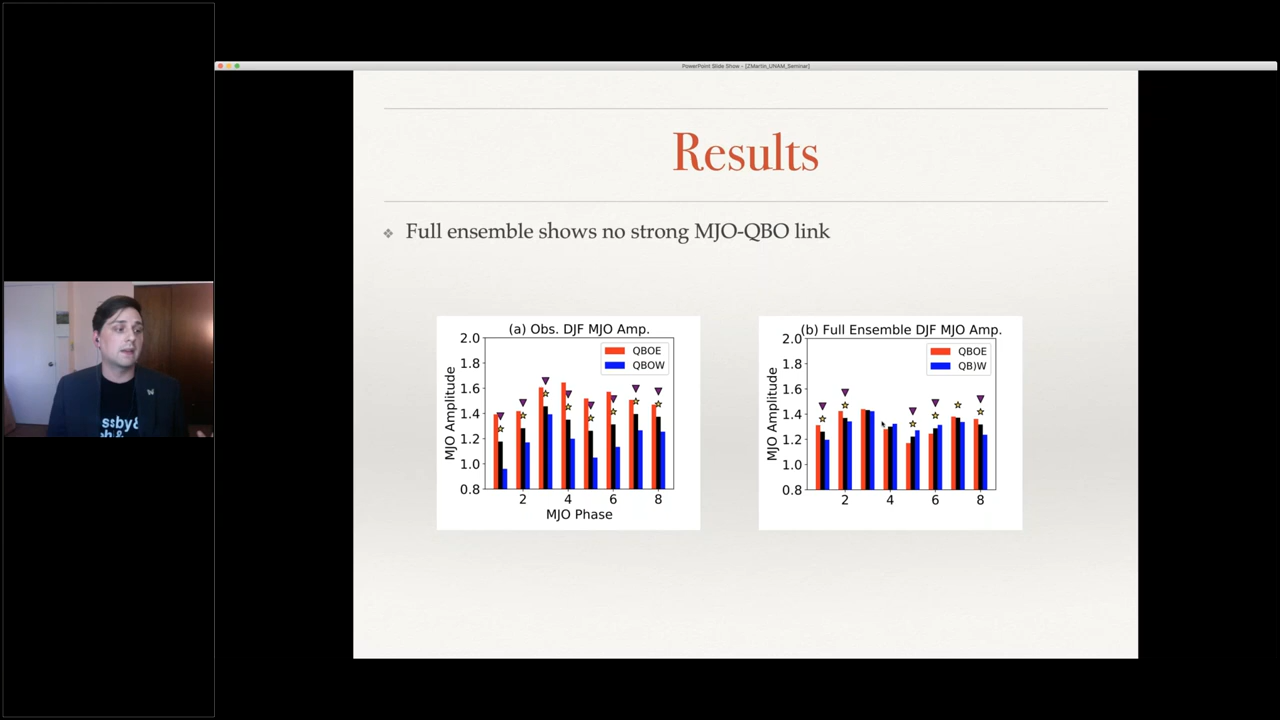 PowerPoint Slide Show - [ZMartin_UNAM_Seminar]
Results
Full ensemble shows no strong MJO-QBO link
(a) Obs. DJF MJO Amp.
QBOE
QBOW
MJO Amplitude
2.0
1.8
1.6
1.4
1.2
1.0
0.8
2 4 6 8
MJO Phase
(b) Full Ensemble DJF MJO Amp.
QBOE
QB)W
MJO Amplitude
2.0
1.8
1.6
1.4
1.2
1.0
0.8
2 4 6 8
ssby&